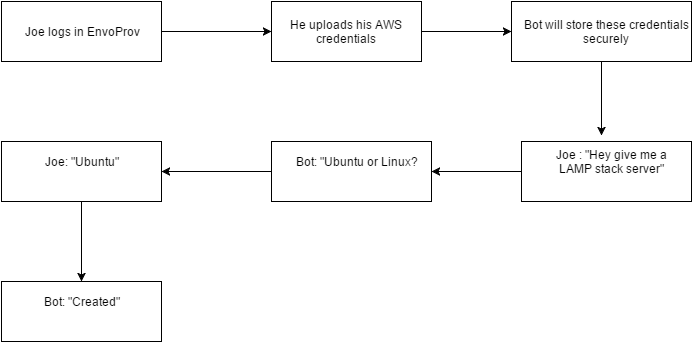 Joe logs in EnvoProv
He uploads his AWS
credentials
Bot will store these credentials
securely
Joe : "Hey give me a
LAMP stack server"
Bot: "Ubuntu or Linux?
Joe: "Ubuntu"
Bot: "Created"